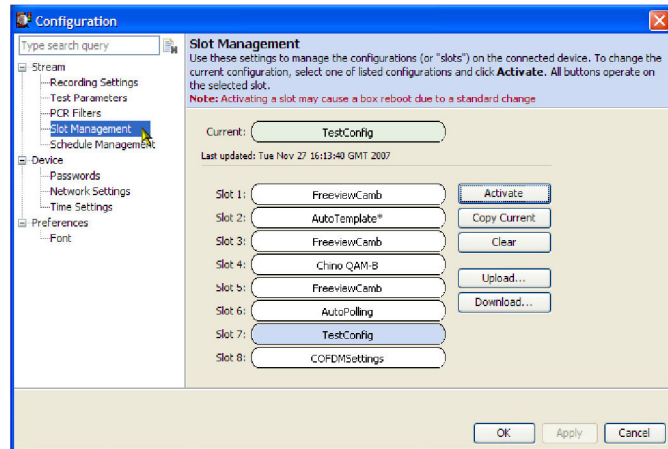 Configuration
Type search query
Stream
Recording Settings
Test Parameters
PCR Filters
Slot Management
Schedule Management
Device
Passwords
Network Settings
Time Settings
Preferences
Font
Slot Management
Use these settings to manage the configurations (or "slots") on the connected device. To change the
current configuration, select one of listed configurations and click Activate. All buttons operate on
the selected slot.
Note: Activating a slot may cause a box reboot due to a standard change
Current: TestConfig
Last updated: Tue Nov 27 16:13:40 GMT 2007
Slot 1: FreeviewCamb
Slot 2: AutoTemplate*
Slot 3: FreeviewCamb
Slot 4: Chino QAM-B
Slot 5: FreeviewCamb
Slot 6: AutoPolling
Slot 7: TestConfig
Slot 8: COFDMSettings
Activate
Copy Current
Clear
Upload...
Download...
OK
Apply
Cancel